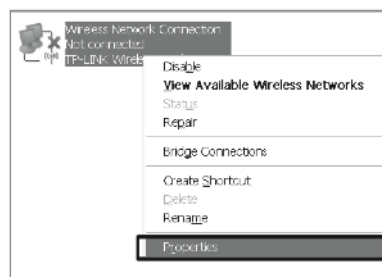 Wireless Network Connection
Not connected
TP-LINK Wirele
Disable
View Available Wireless Networks
Status
Repair
Bridge Connections
Create Shortcut
Delete
Rename
Properties